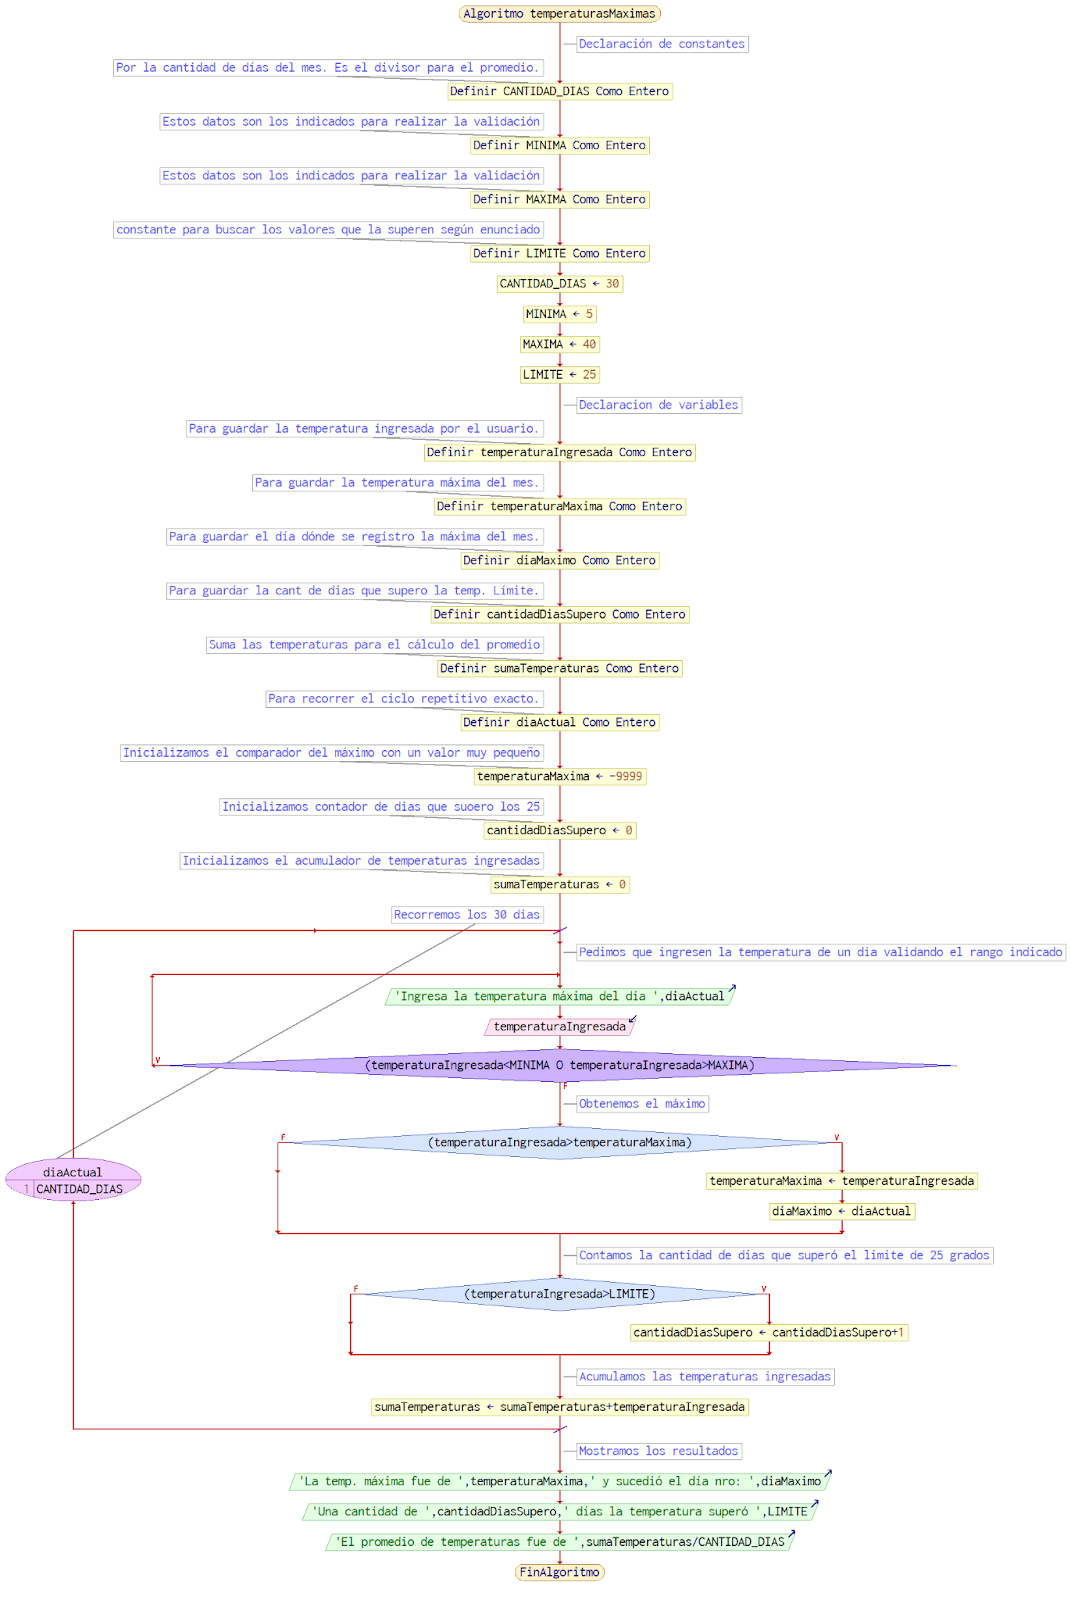 Algoritmo temperaturasMaximas
Declaración de constantes
Por la cantidad de días del mes. Es el divisor para el promedio.
Definir CANTIDAD_DIAS Como Entero
Estos datos son los indicados para realizar la validación
Definir MINIMA Como Entero
Estos datos son los indicados para realizar la validación
Definir MAXIMA Como Entero
constante para buscar los valores que la superen según enunciado
Definir LIMITE Como Entero
CANTIDAD_DIAS ← 30
MINIMA ← 5
MAXIMA ← 40
LIMITE ← 25
Declaracion de variables
Para guardar la temperatura ingresada por el usuario.
Definir temperaturaIngresada Como Entero
Para guardar la temperatura máxima del mes.
Definir temperaturaMaxima Como Entero
Para guardar el día dónde se registro la máxima del mes.
Definir diaMaximo Como Entero
Para guardar la cant de dias que supero la temp. Límite.
Definir cantidadDiasSupero Como Entero
Suma las temperaturas para el cálculo del promedio
Definir sumaTemperaturas Como Entero
Para recorrer el ciclo repetitivo exacto.
Definir diaActual Como Entero
Inicializamos el comparador del máximo con un valor muy pequeño
temperaturaMaxima ← -9999
Inicializamos contador de dias que suoero los 25
cantidadDiasSupero ← 0
Inicializamos el acumulador de temperaturas ingresadas
sumaTemperaturas ← 0
Recorremos los 30 dias
Pedimos que ingresen la temperatura de un dia validando el rango indicado
'Ingresa la temperatura máxima del dia ',diaActual
temperaturaIngresada
V
(temperaturaIngresada<MINIMA O temperaturaIngresada>MAXIMA)
F
Obtenemos el máximo
F
(temperaturaIngresada>temperaturaMaxima)
V
diaActual
1 CANTIDAD_DIAS
temperaturaMaxima ← temperaturaIngresada
diaMaximo ← diaActual
Contamos la cantidad de dias que superó el limite de 25 grados
F
(temperaturaIngresada>LIMITE)
V
cantidadDiasSupero ← cantidadDiasSupero+1
Acumulamos las temperaturas ingresadas
sumaTemperaturas ← sumaTemperaturas+temperaturaIngresada
Mostramos los resultados
'La temp. máxima fue de ',temperaturaMaxima,' y sucedió el día nro: ',diaMaximo
'Una cantidad de ',cantidadDiasSupero,' días la temperatura superó ',LIMITE
'El promedio de temperaturas fue de ',sumaTemperaturas/CANTIDAD_DIAS
FinAlgoritmo